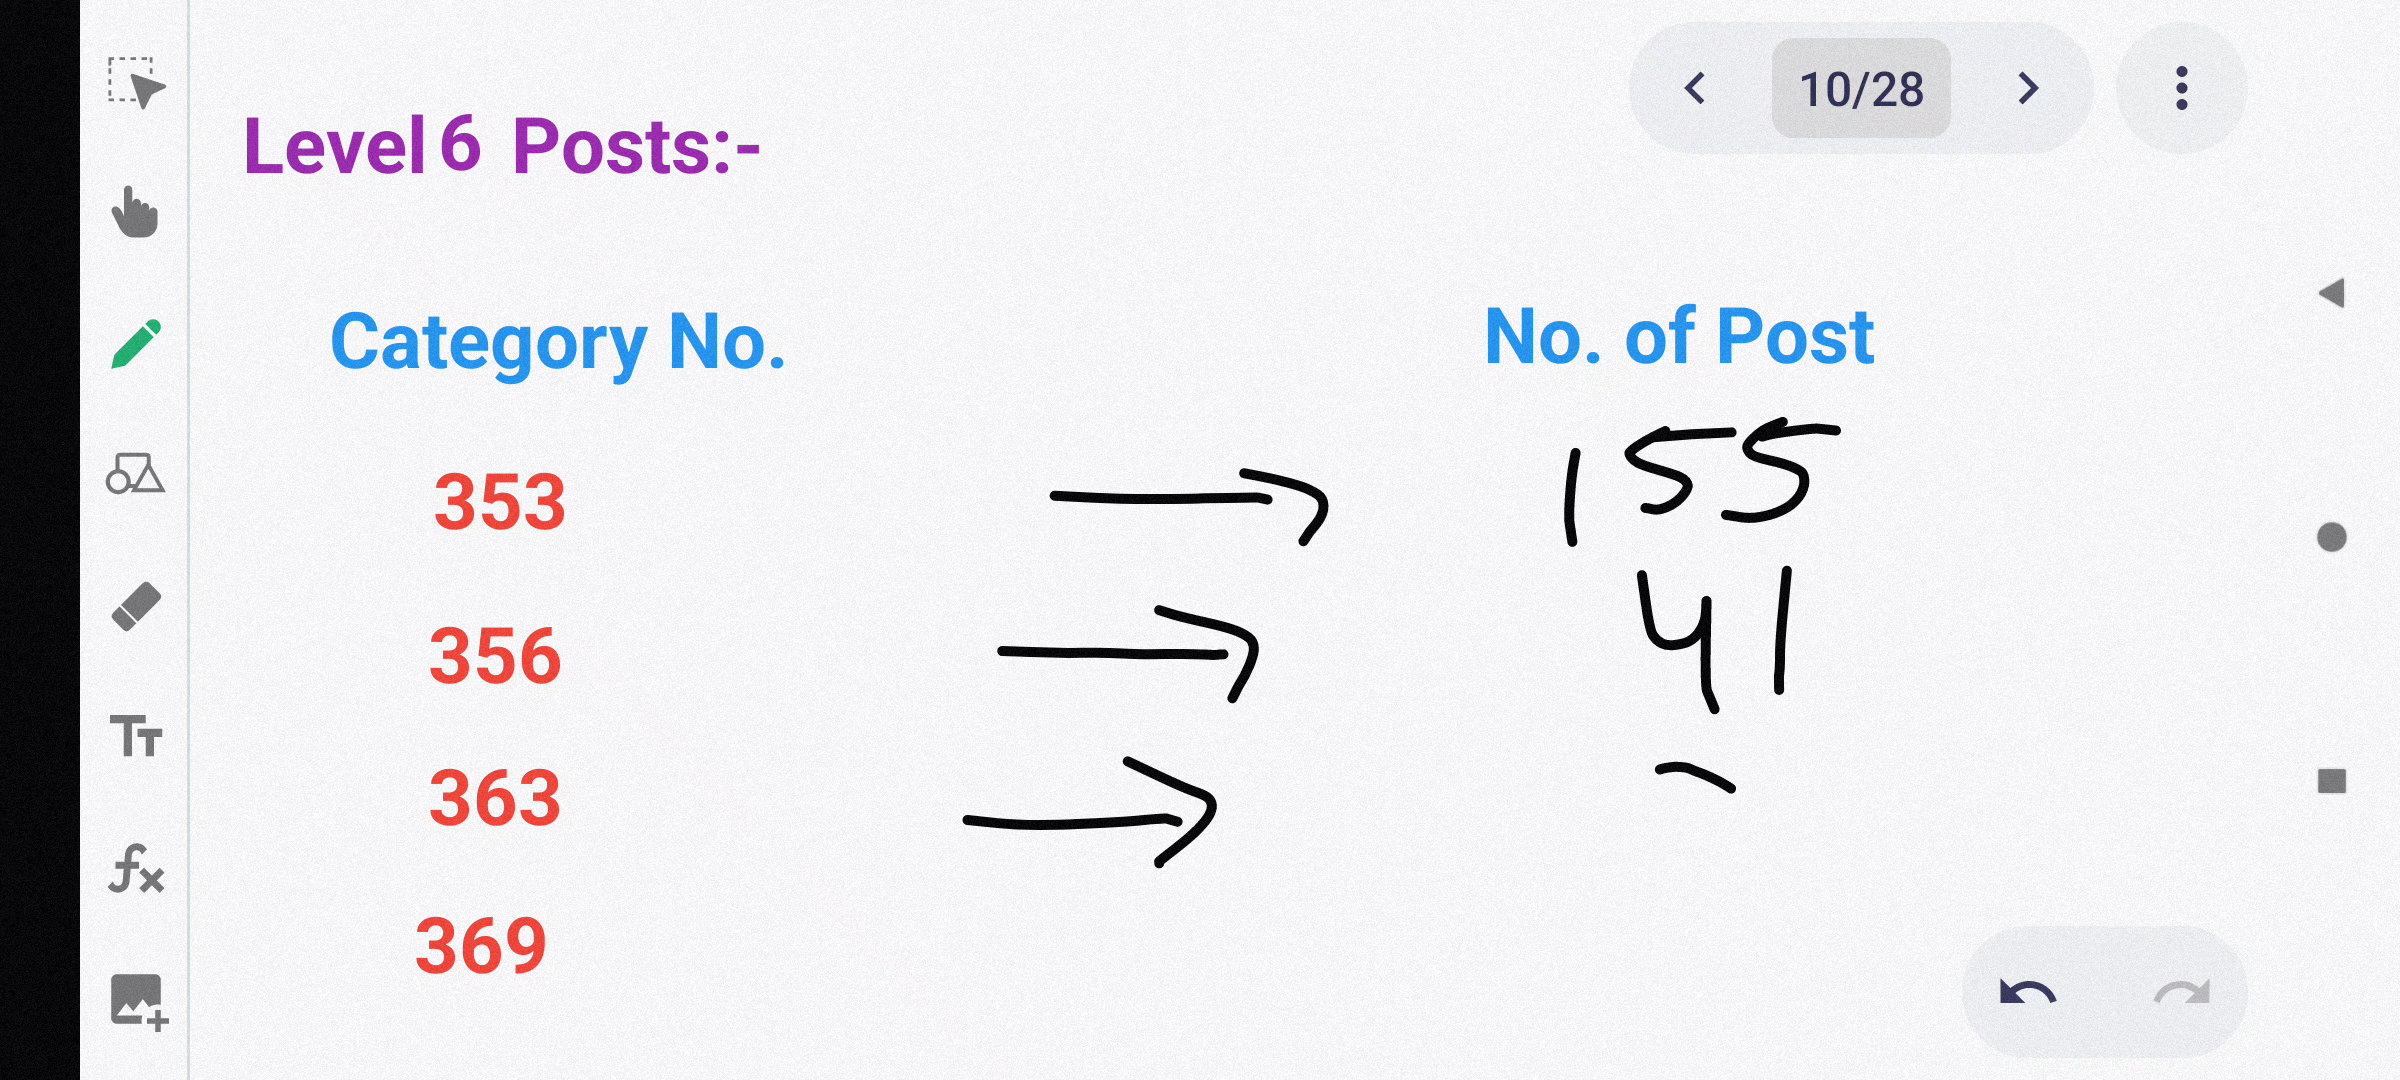 10/28
Level 6 Posts:-
Category No. No. of Post
353 → 155
356 → 41
363 →
369